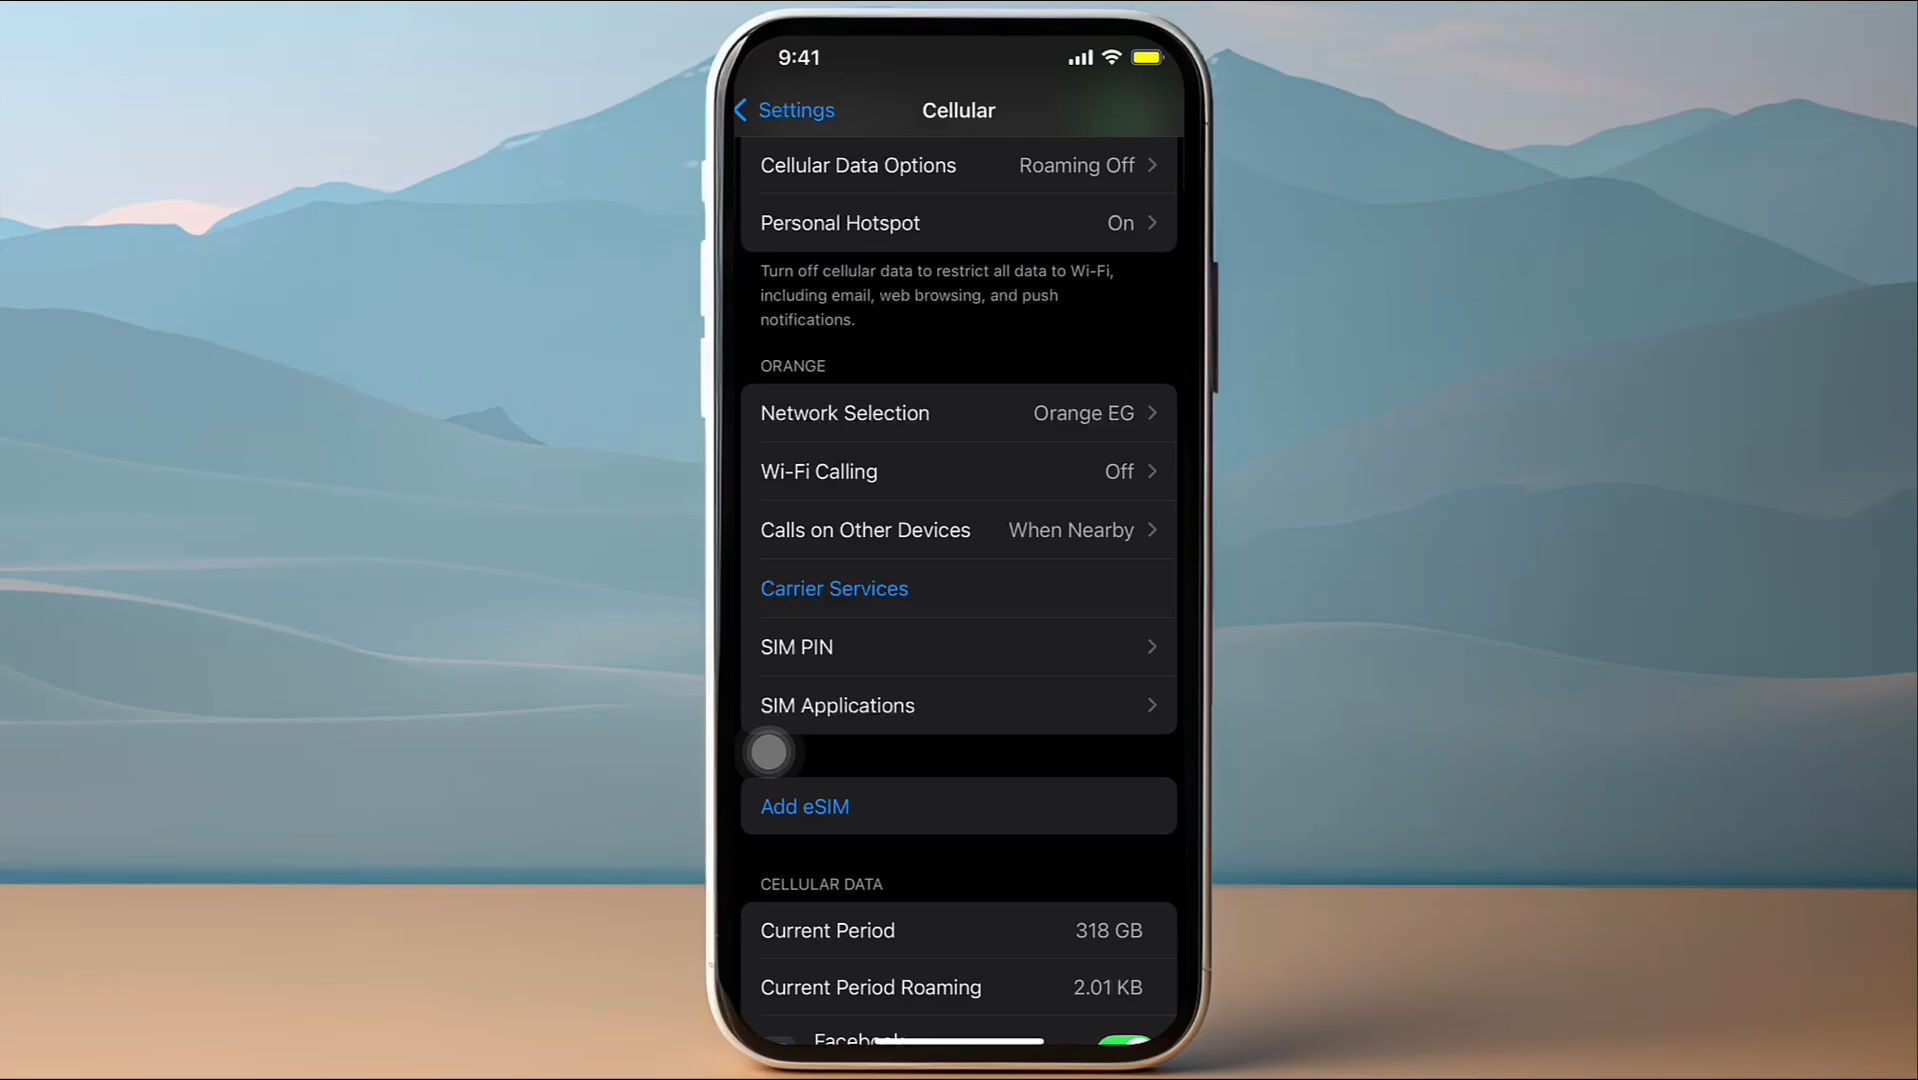 9:41
Settings
Cellular
Cellular Data Options Roaming Off
Personal Hotspot On
Turn off cellular data to restrict all data to Wi-Fi,
including email, web browsing, and push
notifications.
ORANGE
Network Selection Orange EG
Wi-Fi Calling Off
Calls on Other Devices When Nearby
Carrier Services
SIM PIN
SIM Applications
Add eSIM
CELLULAR DATA
Current Period 318 GB
Current Period Roaming 2.01 KB
Facebook